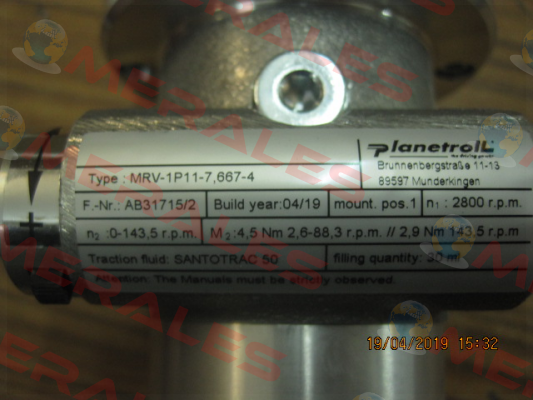 PlanetrolL
Brunnenbergstraße 11-13
89597 Munderkingen
Type : MRV-1P11-7,667-4
F.-Nr.: AB31715/2 Build year:04/19 mount. pos.1 n₁ : 2800 r.p.m.
n₂ :0-143,5 r.p.m. M₂ :4,5 Nm 2,6-88,3 r.p.m. // 2,9 Nm 143,5 r.p.m
Traction fluid: SANTOTRAC 50 filling quantity: 30 ml
Attention: The Manuals must be strictly observed.
+
19/04/2019 15:32
MERALES
MERALES
MERALES
MERALES